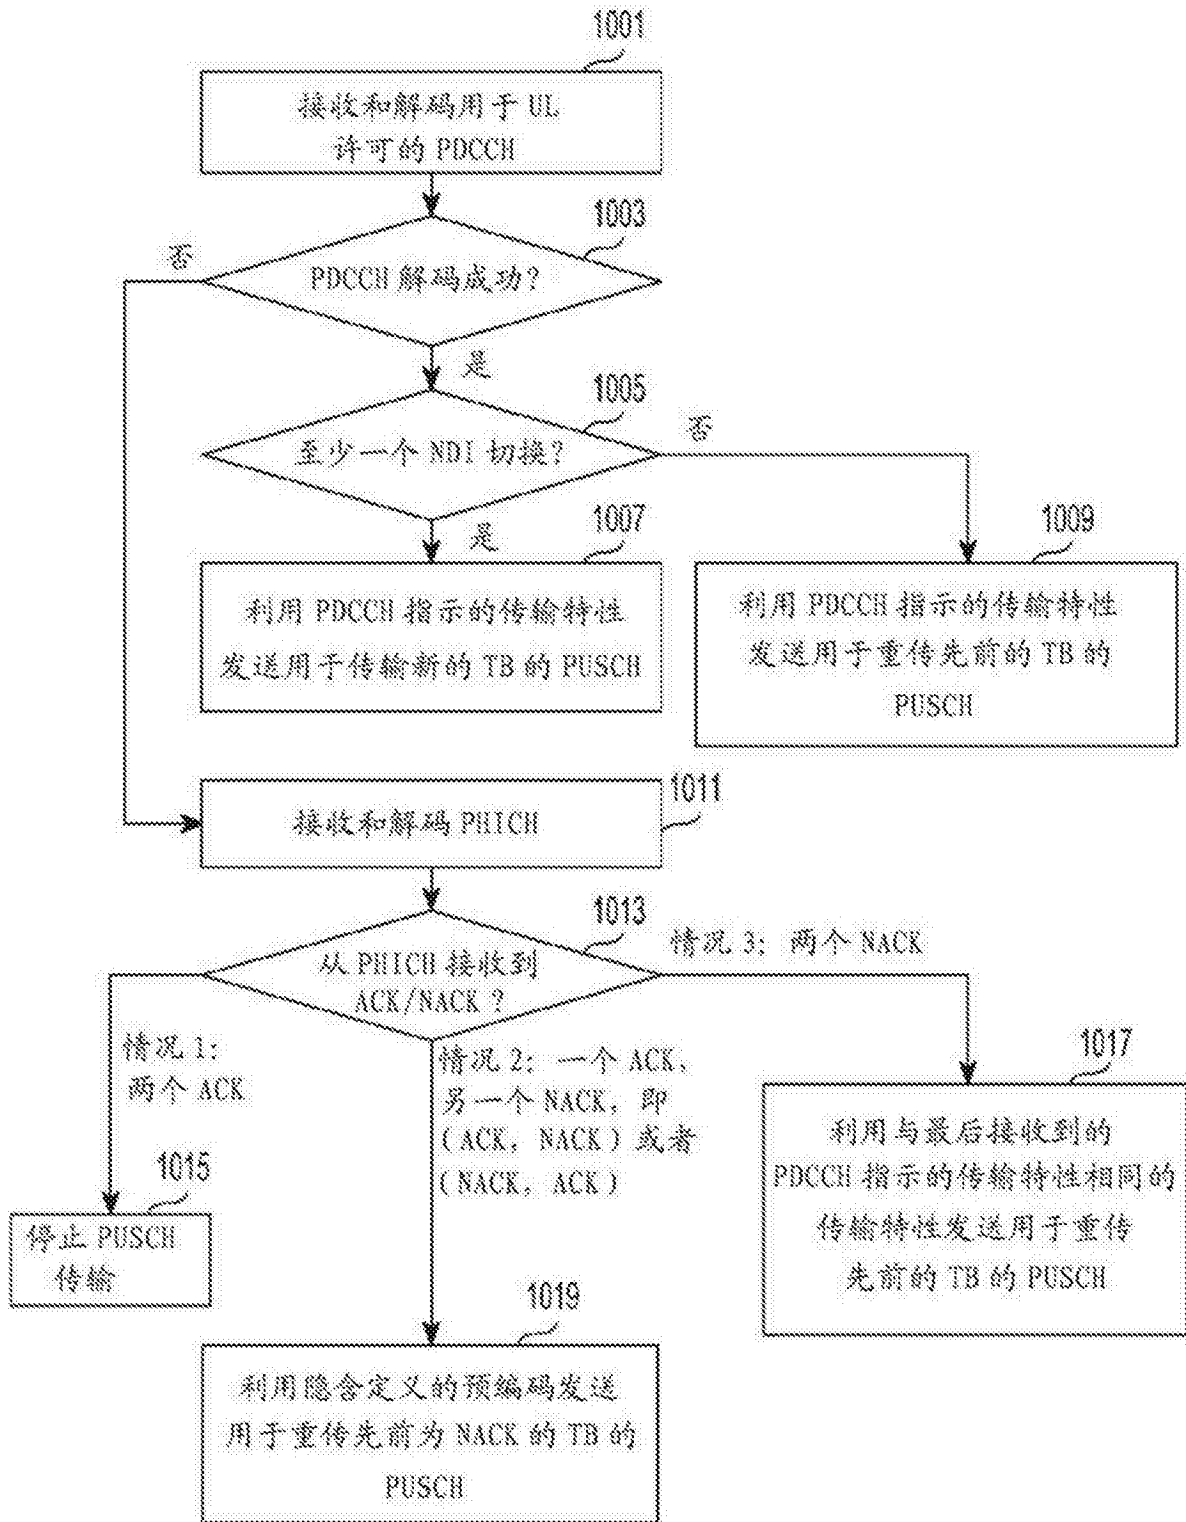 1001
接收和解码用于 UL
许可的 PDCCH
1003
否
PDCCH 解码成功?
是
1005
否
至少一个 NDI 切换?
是
1007
利用 PDCCH 指示的传输特性
发送用于传输新的 TB 的 PUSCH
1009
利用 PDCCH 指示的传输特性
发送用于重传先前的 TB 的
PUSCH
1011
接收和解码 PHICH
1013
从 PHICH 接收到
ACK/NACK?
情况 3: 两个 NACK
情况 1:
两个 ACK
情况 2: 一个 ACK,
另一个 NACK, 即
(ACK, NACK) 或者
(NACK, ACK)
1015
停止 PUSCH
传输
1017
利用与最后接收到的
PDCCH 指示的传输特性相同的
传输特性发送用于重传
先前的 TB 的 PUSCH
1019
利用隐含定义的预编码发送
用于重传先前为 NACK 的 TB 的
PUSCH